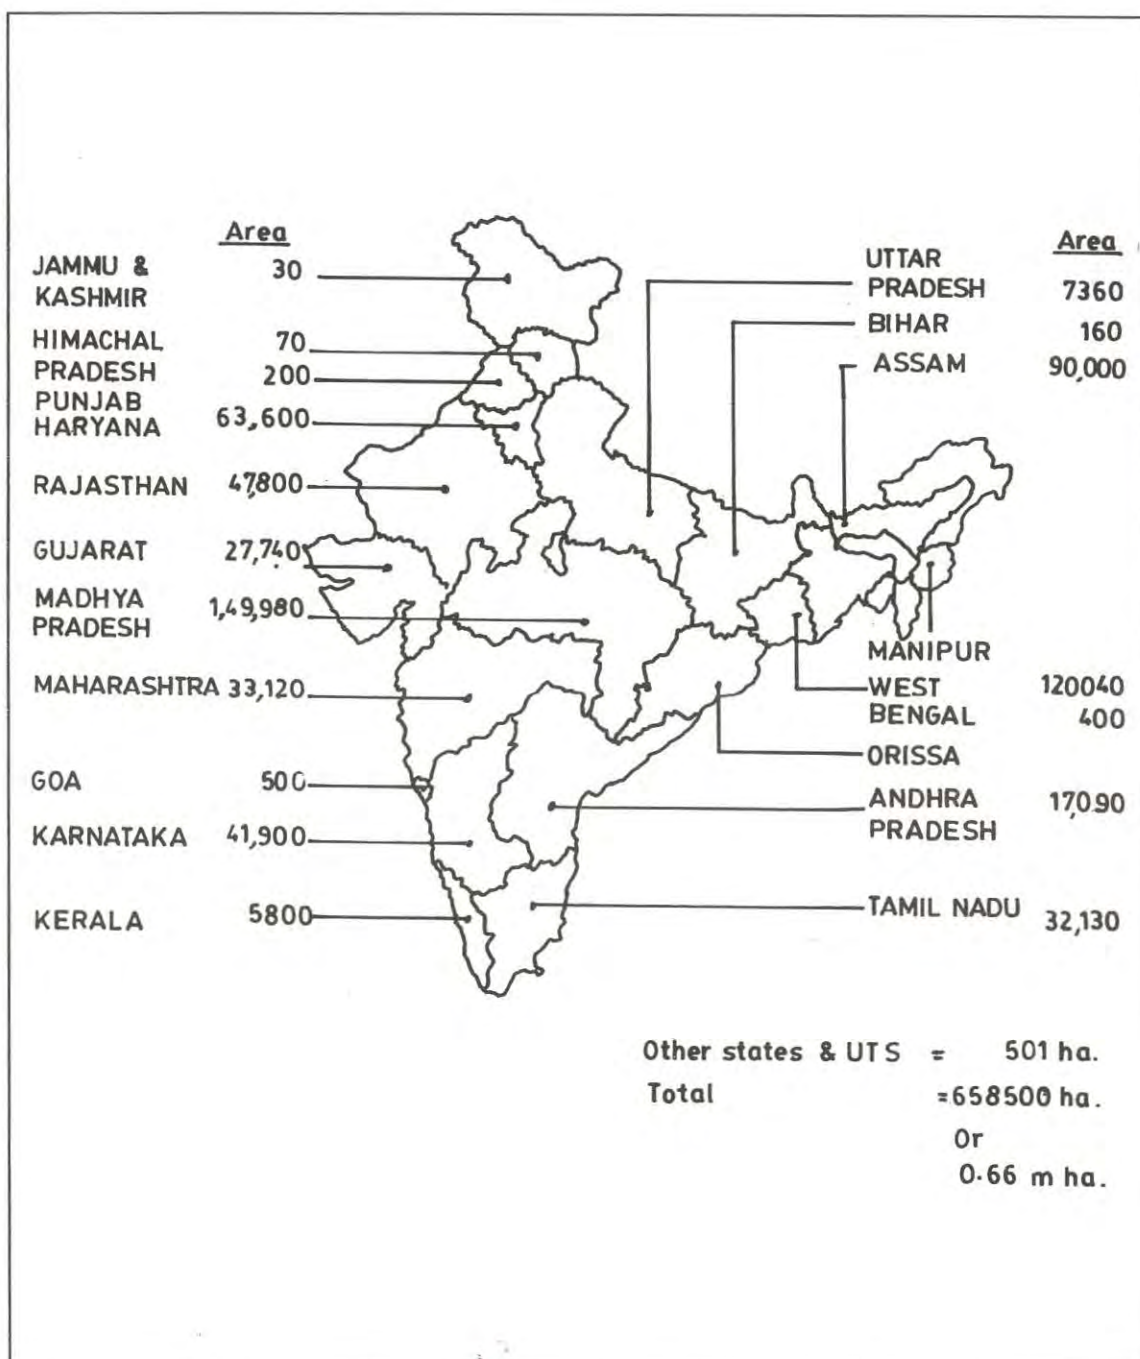 Area
JAMMU &
KASHMIR
30
HIMACHAL
PRADESH
70
PUNJAB
200
HARYANA
63,600
RAJASTHAN
47,800
GUJARAT
27,740
MADHYA
PRADESH
1,49,980
MAHARASHTRA
33,120
GOA
500
KARNATAKA
41,900
KERALA
5800
Area
UTTAR
PRADESH
7360
BIHAR
160
ASSAM
90,000
MANIPUR
WEST
BENGAL
120040
400
ORISSA
ANDHRA
PRADESH
17,090
TAMIL NADU
32,130
Other states & UTS = 501 ha.
Total =658500 ha.
Or
0.66 m ha.